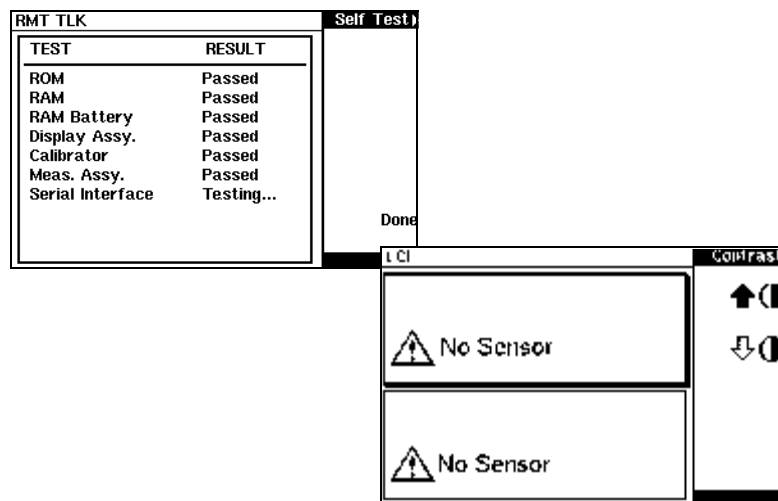 RMT TLK Self Test
TEST RESULT
ROM Passed
RAM Passed
RAM Battery Passed
Display Assy. Passed
Calibrator Passed
Meas. Assy. Passed
Serial Interface Testing...
Done
Contrast
No Sensor
No Sensor